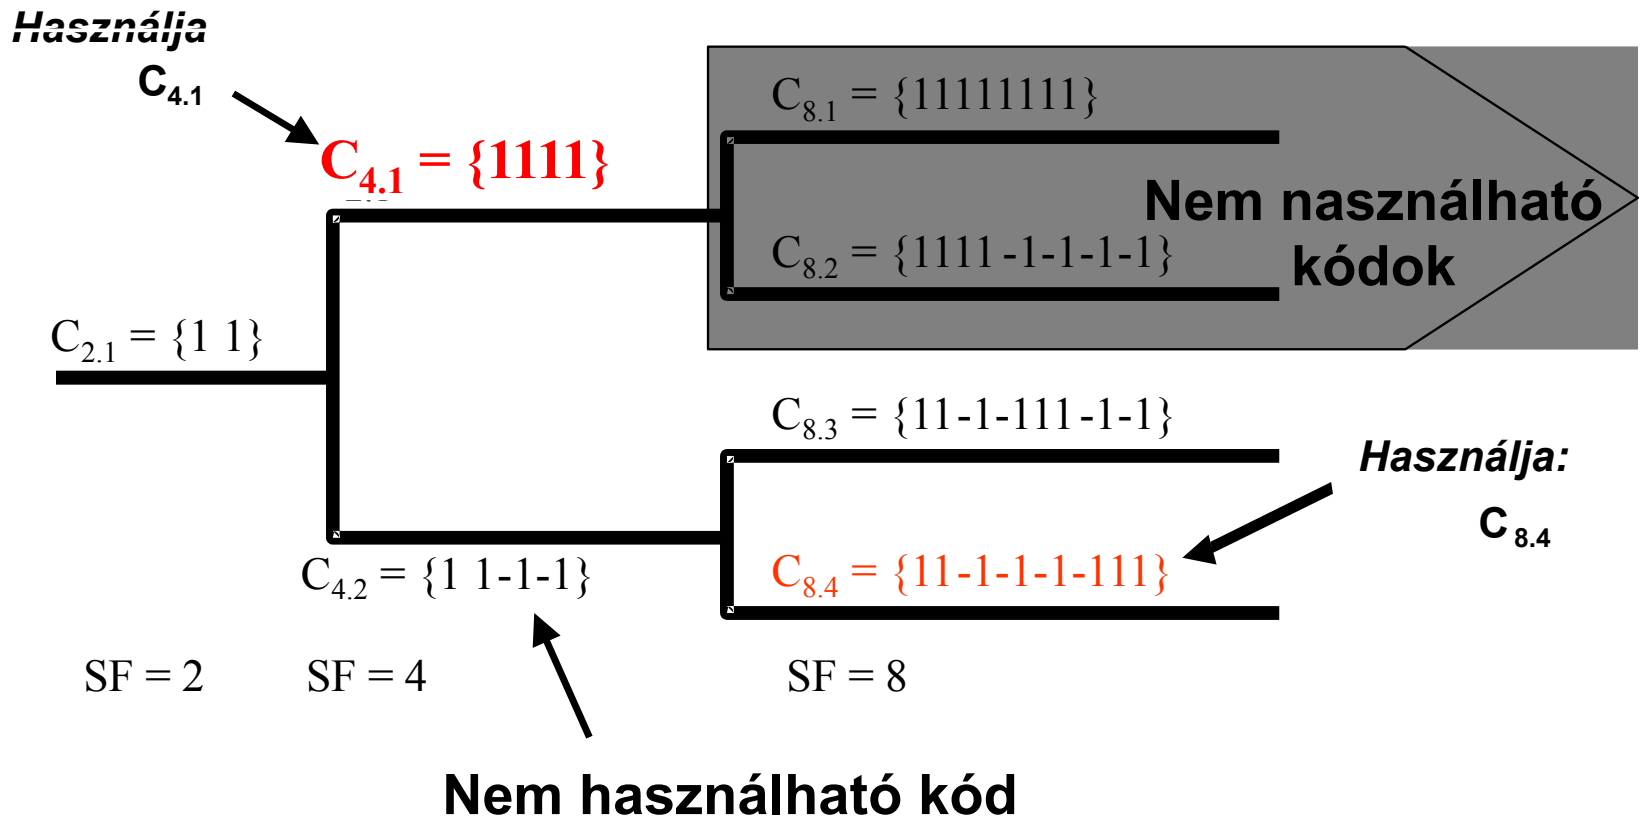 Használja
C4.1
C4.1 = {1111}
C8.1 = {11111111}
Nem nasználható
kódok
C8.2 = {1111-1-1-1-1}
C2.1 = {1 1}
C8.3 = {11-1-111-1-1}
Használja:
C8.4
C8.4 = {11-1-1-1-111}
C4.2 = {1 1-1-1}
SF = 2 SF = 4 SF = 8
Nem használható kód